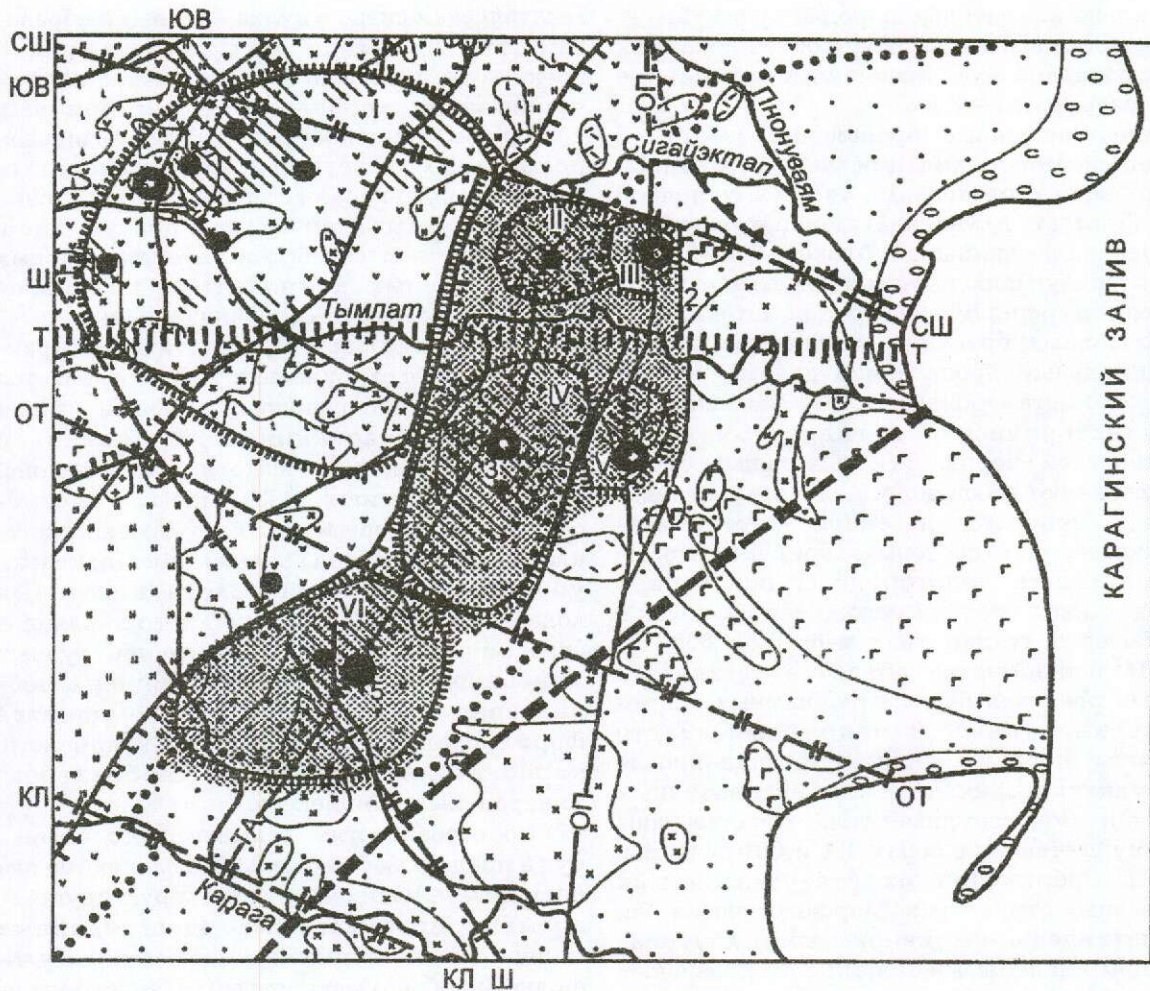 ЮВ
СШ
ЮВ
ОП
Пнонуваям
Сигайэктап
I
1
II
III
2
Ш
Тымлат
СШ
Т
Т
КАРАГИНСКИЙ ЗАЛИВ
IV
V
ОТ
3
4
VI
5
КЛ
ОП
ОТ
Карага
КЛ Ш